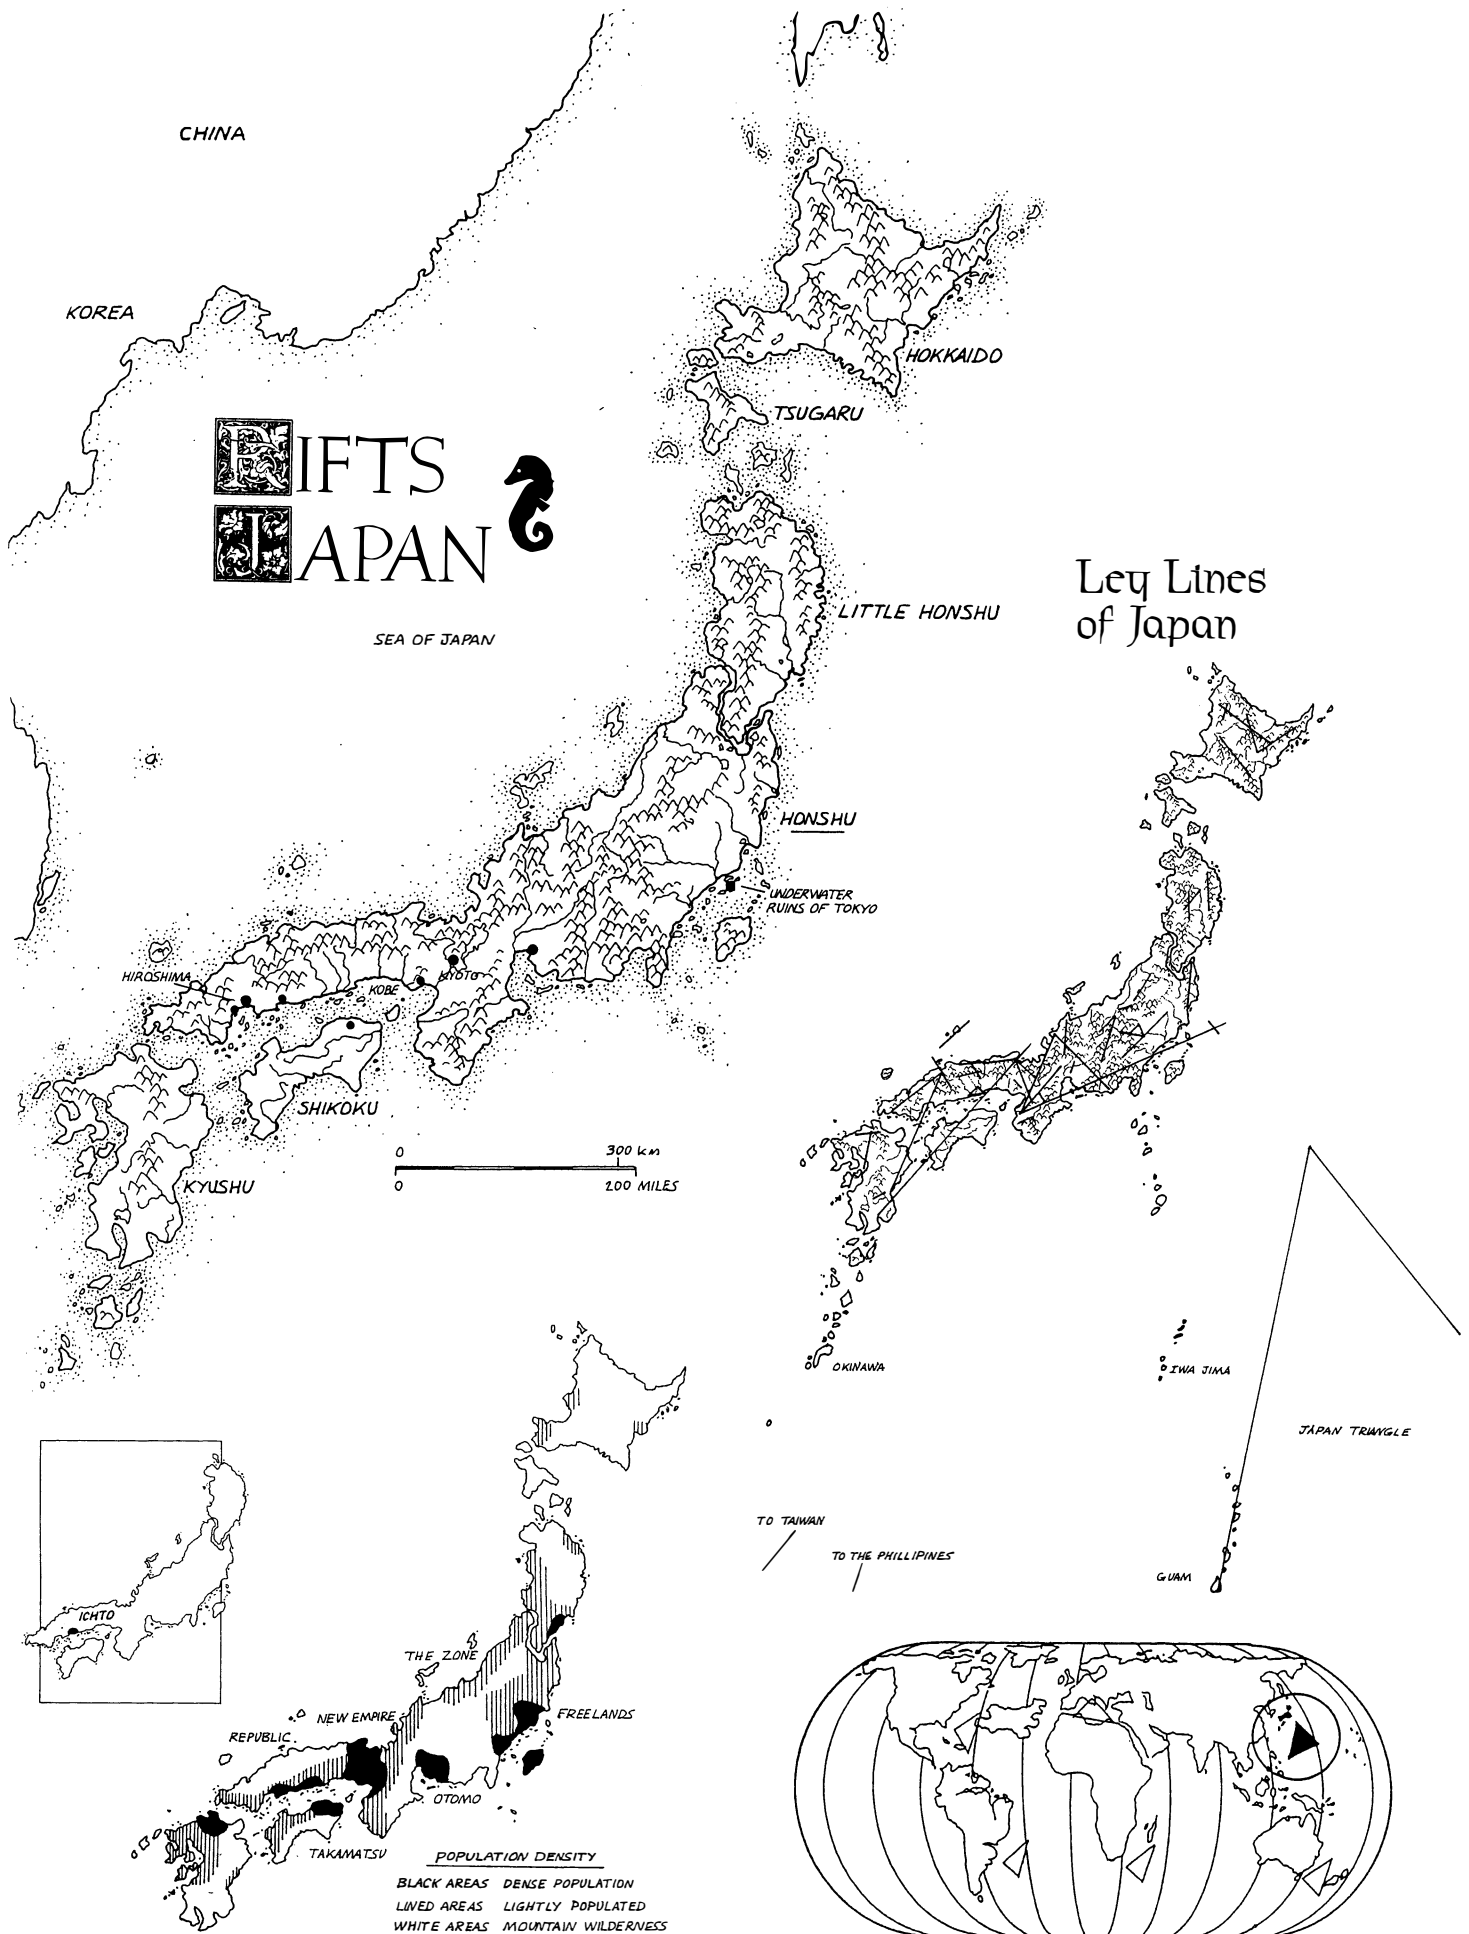 CHINA
KOREA
HOKKAIDO
TSUGARU
RIFTS
JAPAN
LITTLE HONSHU
SEA OF JAPAN
HONSHU
UNDERWATER
RUINS OF TOKYO
HIROSHIMA
KOBE
KYOTO
SHIKOKU
KYUSHU
0 300 km
0 200 MILES
Ley Lines
of Japan
OKINAWA
IWA JIMA
JAPAN TRIANGLE
TO TAIWAN
TO THE PHILLIPINES
GUAM
ICHTO
THE ZONE
NEW EMPIRE
REPUBLIC
FREELANDS
OTOMO
TAKAMATSU
POPULATION DENSITY
BLACK AREAS DENSE POPULATION
LINED AREAS LIGHTLY POPULATED
WHITE AREAS MOUNTAIN WILDERNESS